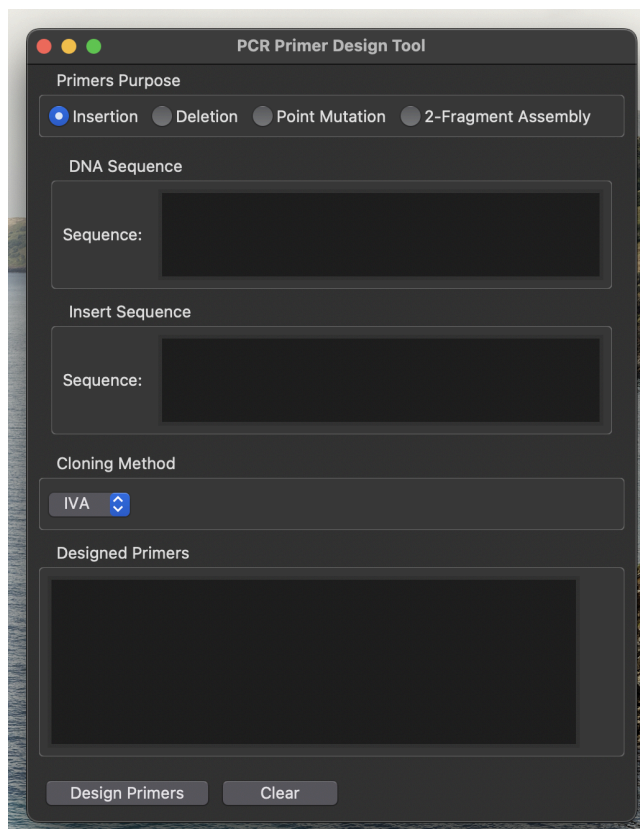 PCR Primer Design Tool
Primers Purpose
Insertion Deletion Point Mutation 2-Fragment Assembly
DNA Sequence
Sequence:
Insert Sequence
Sequence:
Cloning Method
IVA
Designed Primers
Design Primers Clear